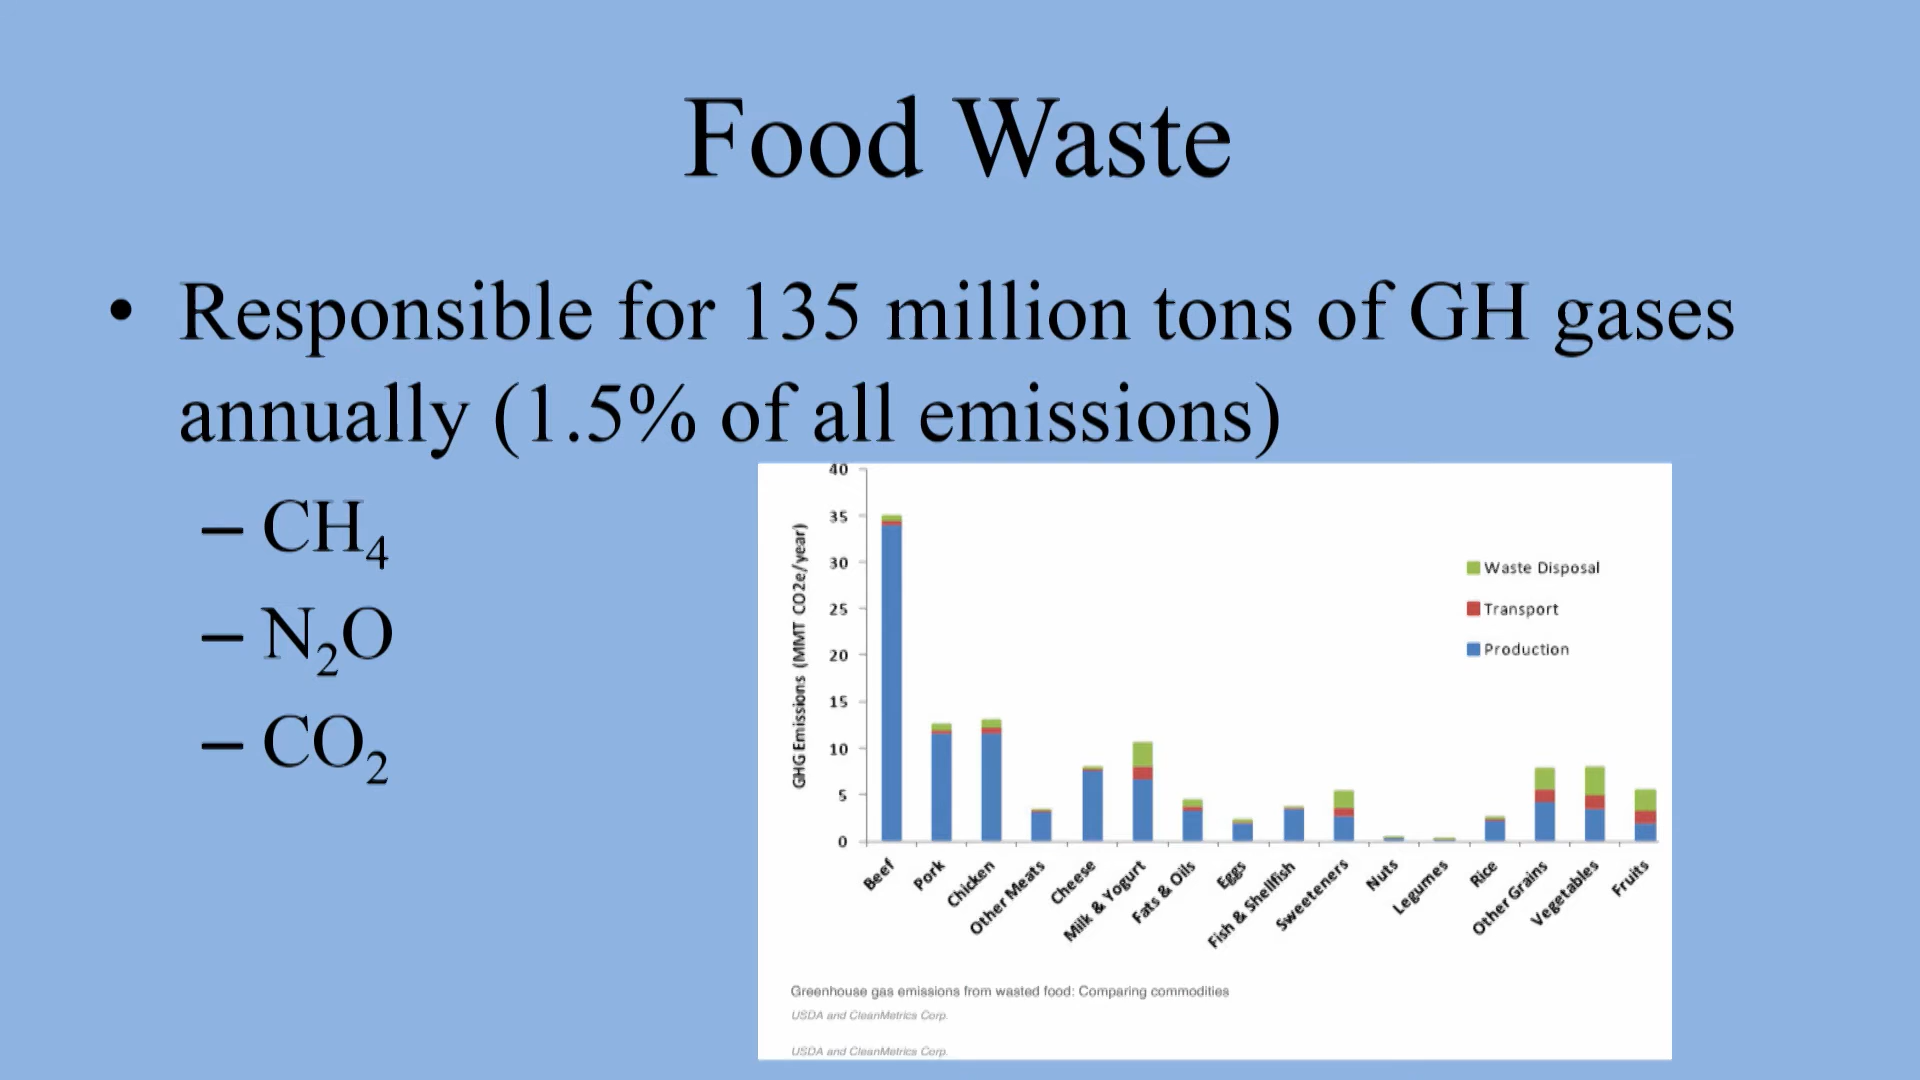 Food Waste
• Responsible for 135 million tons of GH gases
annually (1.5% of all emissions)
– CH₄
– N₂O
– CO₂
40
35
30
25
20
15
10
5
0
GHG Emissions (MMT CO2e/year)
Waste Disposal
Transport
Production
Beef
Pork
Chicken
Other Meats
Cheese
Milk & Yogurt
Fats & Oils
Eggs
Fish & Shellfish
Sweeteners
Nuts
Legumes
Rice
Other Grains
Vegetables
Fruits
Greenhouse gas emissions from wasted food: Comparing commodities
USDA and CleanMetrics Corp.
USDA and CleanMetrics Corp.